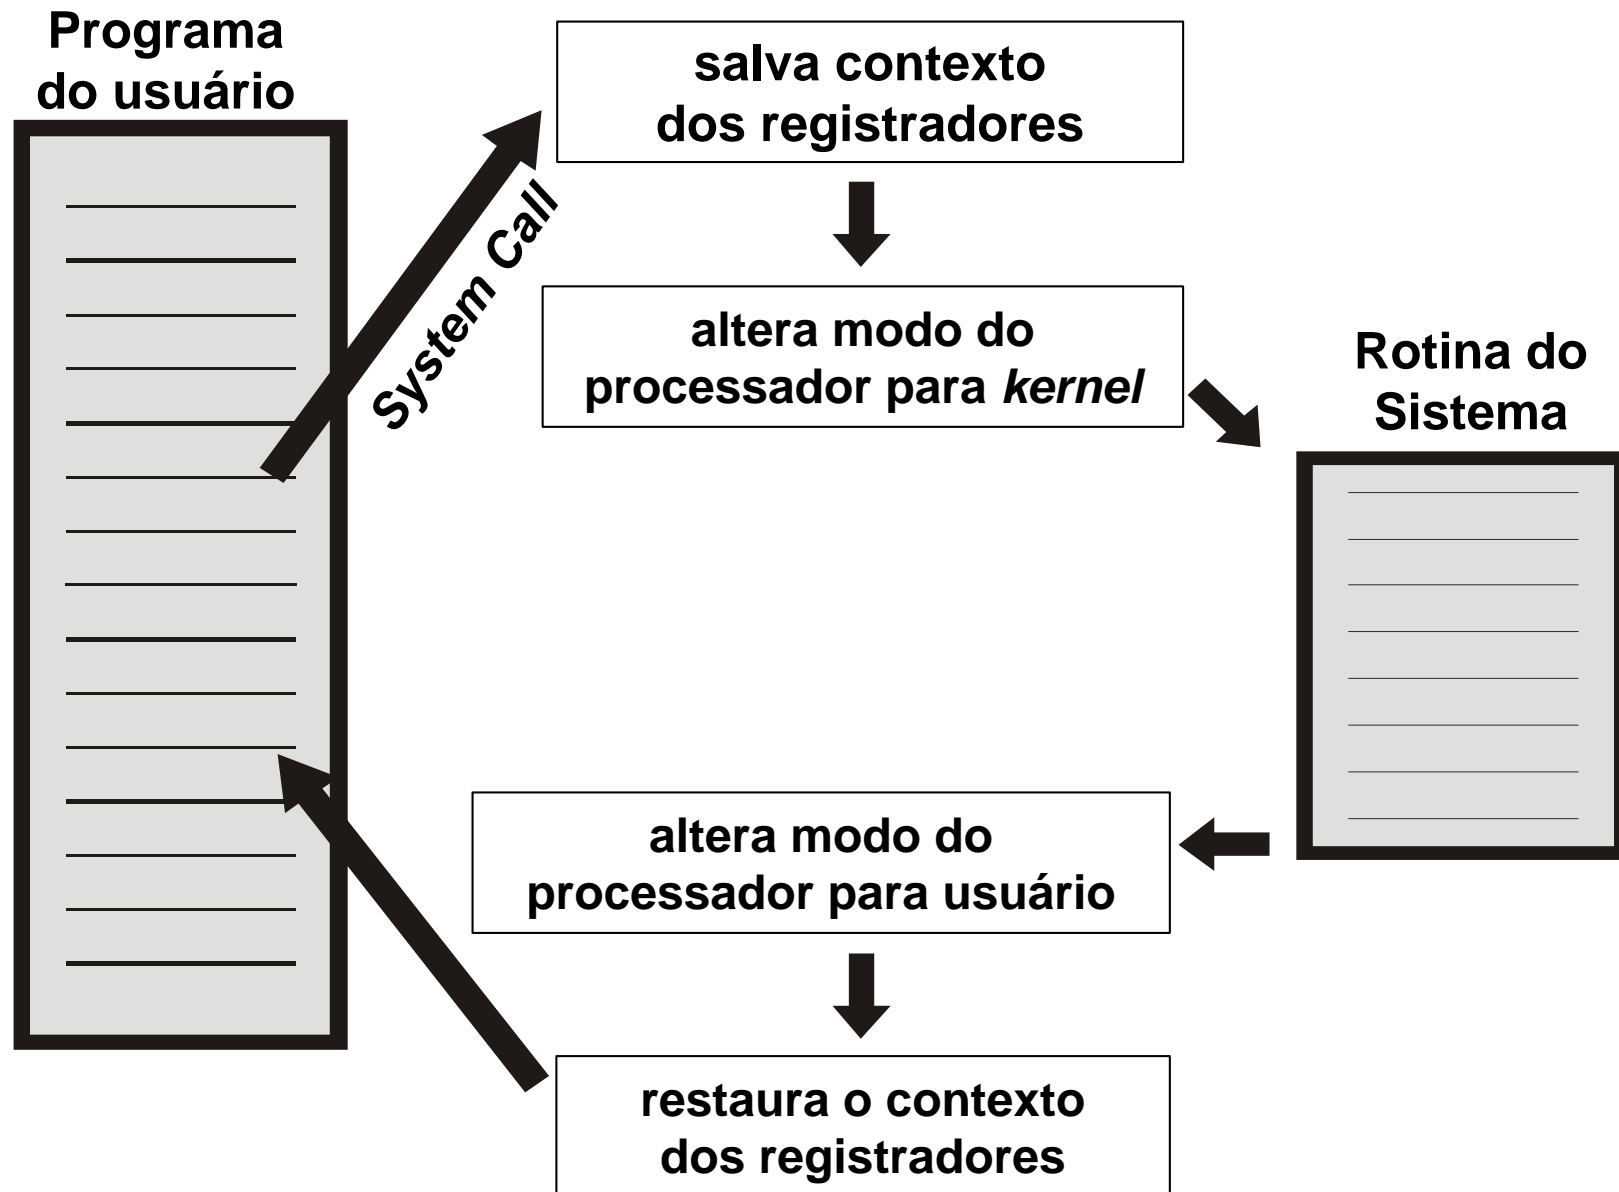 Programa
do usuário
salva contexto
dos registradores
System Call
altera modo do
processador para kernel
Rotina do
Sistema
altera modo do
processador para usuário
restaura o contexto
dos registradores